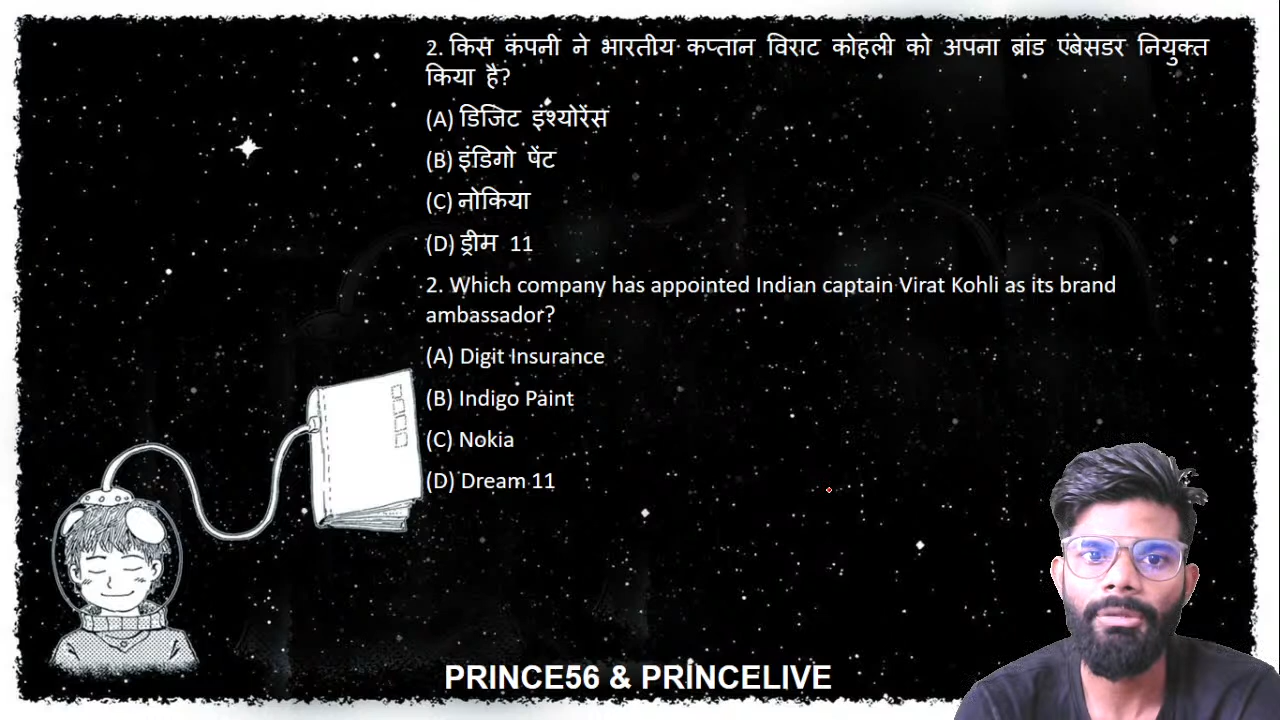 2. किस कंपनी ने भारतीय कप्तान विराट कोहली को अपना ब्रांड एंबेसडर नियुक्त
किया है?
(A) डिजिट इंश्योरेंस
(B) इंडिगो पेंट
(C) नोकिया
(D) ड्रीम 11
2. Which company has appointed Indian captain Virat Kohli as its brand
ambassador?
(A) Digit Insurance
(B) Indigo Paint
(C) Nokia
(D) Dream 11
PRINCE56 & PRINCELIVE